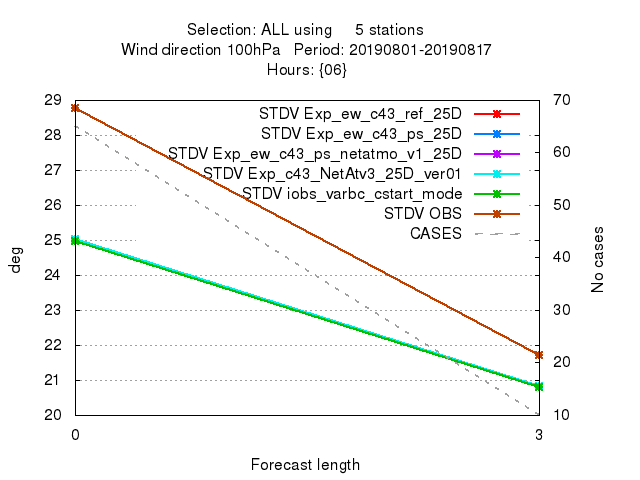 Selection: ALL using     5 stations
Wind direction 100hPa   Period: 20190801-20190817
Hours: {06}
29 70
STDV Exp_ew_c43_ref_25D
28 STDV Exp_ew_c43_ps_25D
60
27 STDV Exp_ew_c43_ps_netatmo_v1_25D
STDV Exp_c43_NetAtv3_25D_ver01
STDV iobs_varbc_cstart_mode
26 50
STDV OBS
CASES
25
40
deg
No cases
24
23 30
22
20
21
20 10
0 3
Forecast length